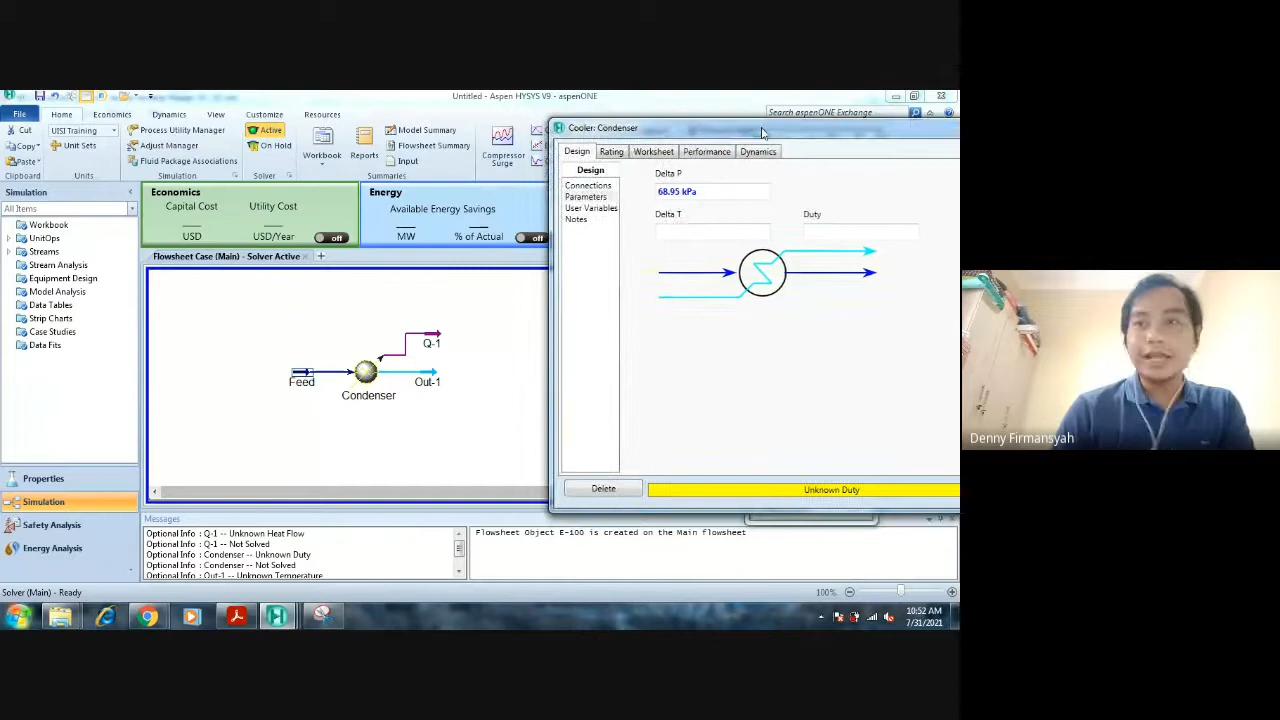 Untitled - Aspen HYSYS V9 - aspenONE
File
Home
Economics
Dynamics
View
Customize
Resources
Search aspenONE Exchange
Cut
Copy
Paste
Clipboard
UISI Training
Unit Sets
Units
Process Utility Manager
Adjust Manager
Fluid Package Associations
Simulation
Active
On Hold
Solver
Workbook
Reports
Model Summary
Flowsheet Summary
Input
Summaries
Compressor
Surge
Simulation
All Items
Workbook
UnitOps
Streams
Stream Analysis
Equipment Design
Model Analysis
Data Tables
Strip Charts
Case Studies
Data Fits
Properties
Simulation
Safety Analysis
Energy Analysis
Economics
Capital Cost
Utility Cost
USD
USD/Year
off
Energy
Available Energy Savings
MW
% of Actual
off
Flowsheet Case (Main) - Solver Active
Feed
Condenser
Q-1
Out-1
Cooler: Condenser
Design
Rating
Worksheet
Performance
Dynamics
Design
Connections
Parameters
User Variables
Notes
Delta P
68.95 kPa
Delta T
Duty
Delete
Unknown Duty
Messages
Optional Info : Q-1 -- Unknown Heat Flow
Optional Info : Q-1 -- Not Solved
Optional Info : Condenser -- Unknown Duty
Optional Info : Condenser -- Not Solved
Optional Info : Out-1 -- Unknown Temperature
Flowsheet Object E-100 is created on the Main flowsheet
Solver (Main) - Ready
100%
10:52 AM
7/31/2021
Denny Firmansyah